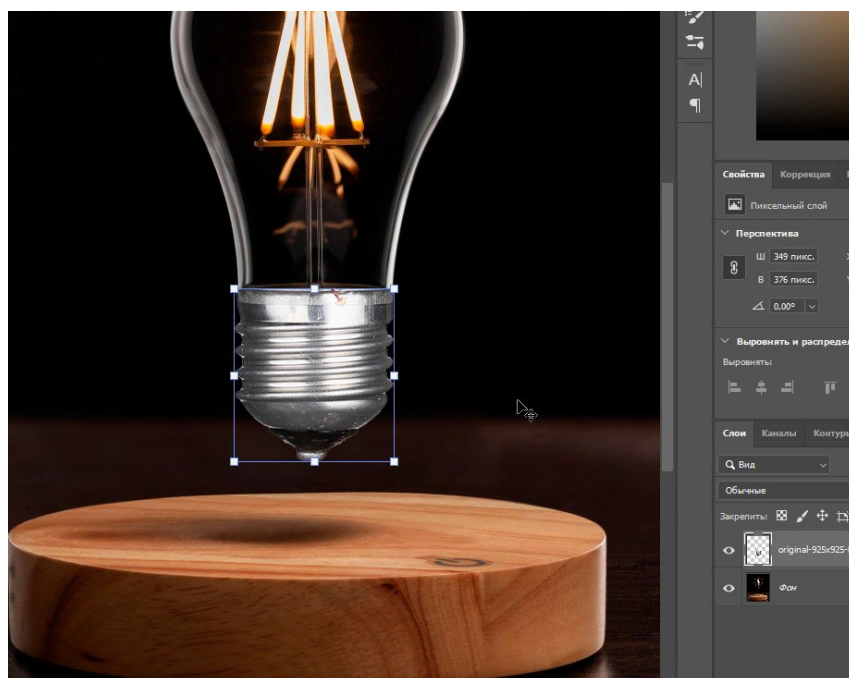 A|
Свойства Коррекция
Пиксельный слой
Перспектива
Ш 349 пикс.
В 376 пикс.
0,00°
Выровнять и распредел
Выровнять:
Слои Каналы Контуры
Вид
Обычные
Закрепить:
original-925x925-f
Фон